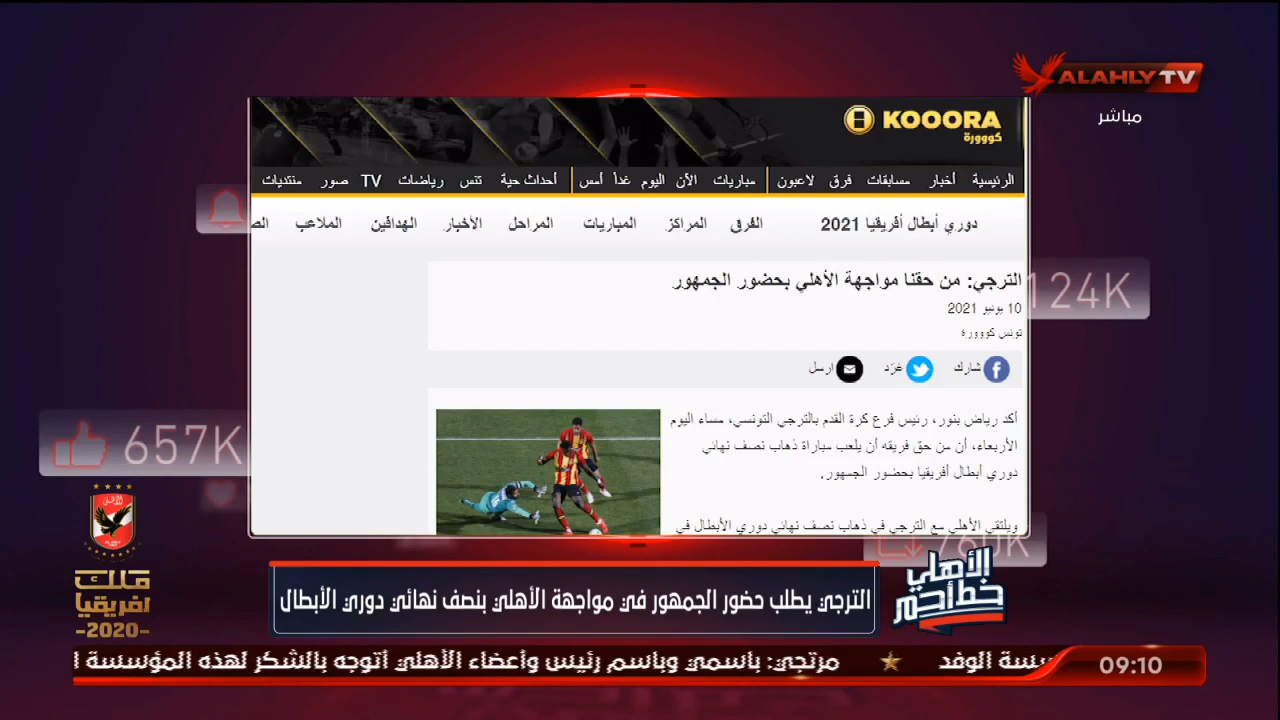 ALAHLY TV
مباشر
KOOORA
كووورة
الرئيسية أخبار مسابقات فرق لاعبون مباريات الآن اليوم غداً أمس أحداث حية تنس رياضات TV صور منتديات
دوري أبطال أفريقيا 2021 الفرق المراكز المباريات المراحل الأخبار الهدافين الملاعب
الترجي: من حقنا مواجهة الأهلي بحضور الجمهور
10 يونيو 2021
تونس كووورة
شارك غرّد ارسل
124K
657K
760K
أكد رياض بنور، رئيس فرع كرة القدم بالترجي التونسي، مساء اليوم
الأربعاء، أن من حق فريقه أن يلعب مباراة ذهاب نصف نهائي
دوري أبطال أفريقيا بحضور الجمهور.
ويلتقي الأهلي مع الترجي في ذهاب نصف نهائي دوري الأبطال في
الأهلي
خط أحمر
الترجي يطلب حضور الجمهور في مواجهة الأهلي بنصف نهائي دوري الأبطال
ملك
أفريقيا
-2020-
الوفد ★ مرتجي: باسمي وباسم رئيس وأعضاء الأهلي أتوجه بالشكر لهذه المؤسسة
09:10